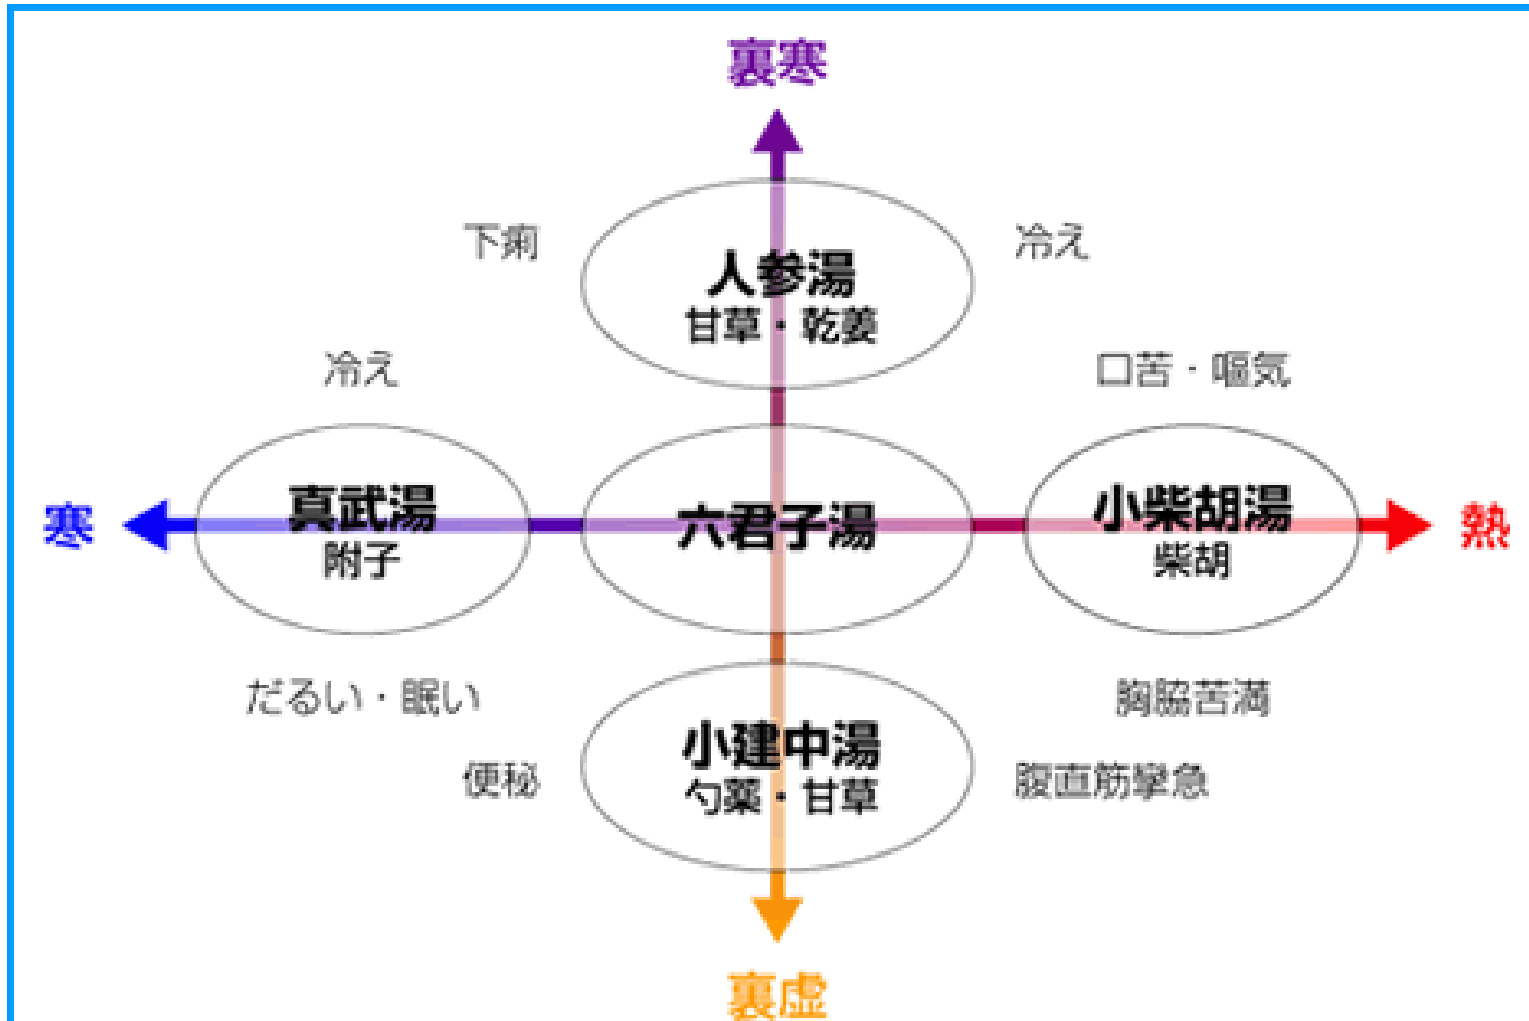 裏寒
下痢
冷え
人参湯
甘草・乾姜
冷え
口苦・嘔気
寒
真武湯
附子
六君子湯
小柴胡湯
柴胡
熱
だるい・眠い
胸脇苦満
便秘
小建中湯
勺薬・甘草
腹直筋攣急
裏虚